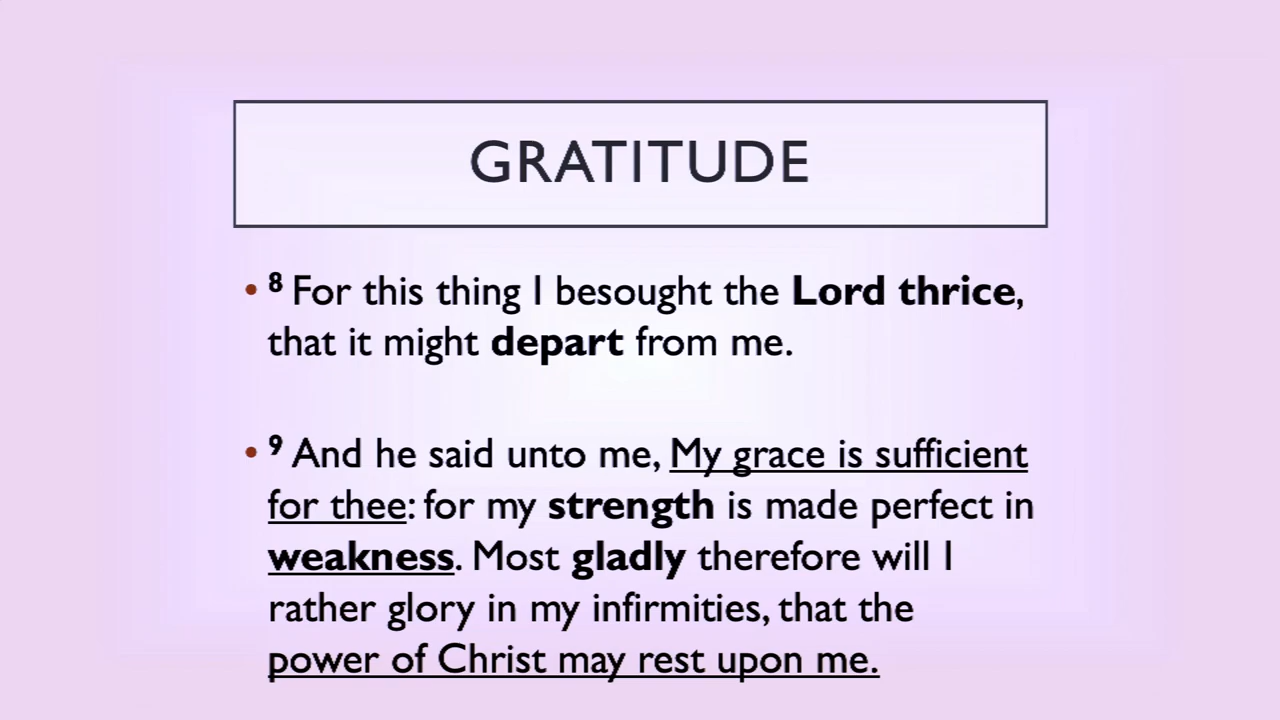 GRATITUDE
• 8 For this thing I besought the Lord thrice,
that it might depart from me.
• 9 And he said unto me, My grace is sufficient
for thee: for my strength is made perfect in
weakness. Most gladly therefore will I
rather glory in my infirmities, that the
power of Christ may rest upon me.